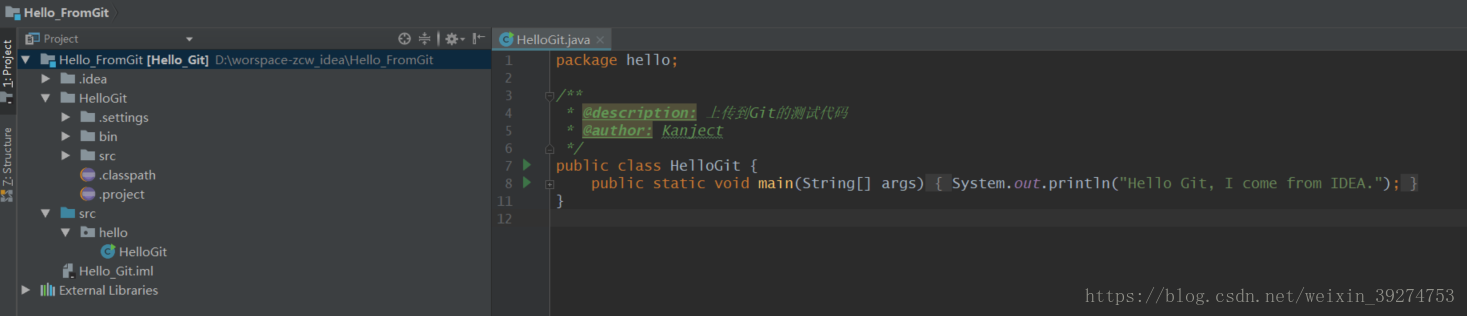 Hello_FromGit
1: Project
7: Structure
Project
Hello_FromGit [Hello_Git] D:\worspace-zcw_idea\Hello_FromGit
.idea
HelloGit
.settings
bin
src
.classpath
.project
src
hello
HelloGit
Hello_Git.iml
External Libraries
HelloGit.java
1 package hello;
2
3 /**
4 * @description: 上传到Git的测试代码
5 * @author: Kanject
6 */
7 public class HelloGit {
8 public static void main(String[] args) { System.out.println("Hello Git, I come from IDEA."); }
11 }
12
https://blog.csdn.net/weixin_39274753